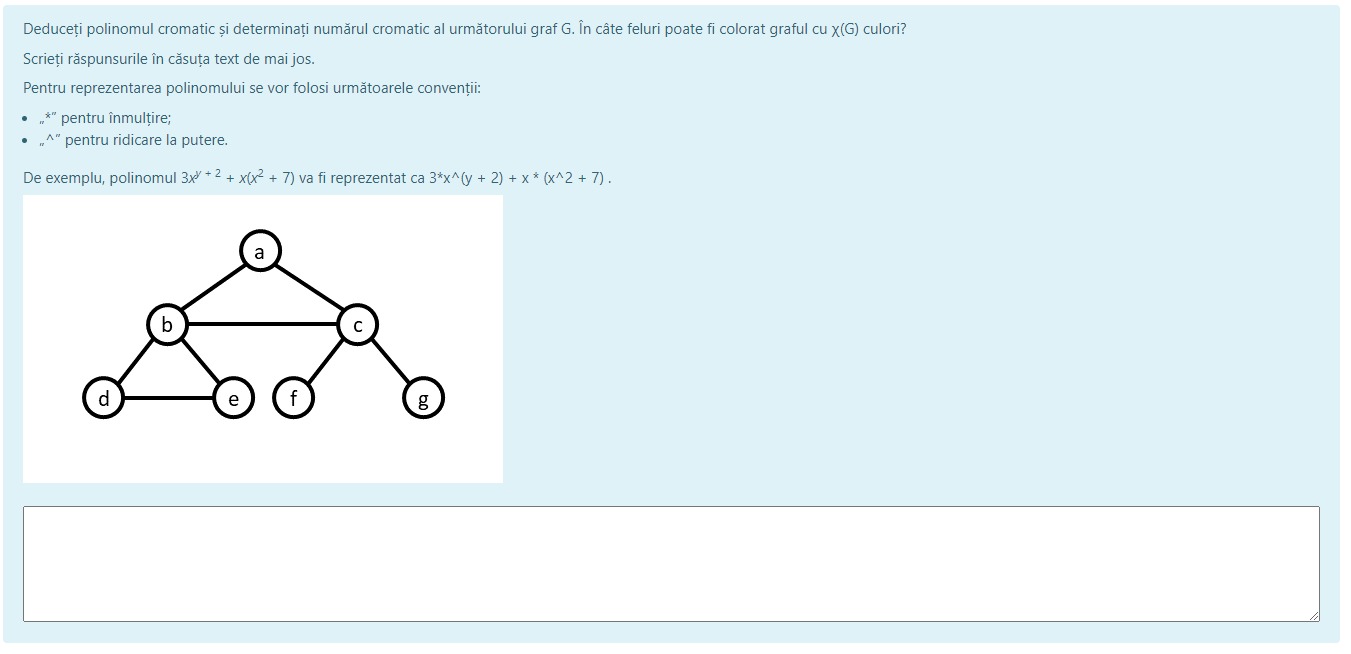 Deduceți polinomul cromatic și determinați numărul cromatic al următorului graf G. În câte feluri poate fi colorat graful cu χ(G) culori?
Scrieți răspunsurile în căsuța text de mai jos.
Pentru reprezentarea polinomului se vor folosi următoarele convenții:
• „*” pentru înmulțire;
• „^” pentru ridicare la putere.
De exemplu, polinomul 3x^y + 2 + x(x^2 + 7) va fi reprezentat ca 3*x^(y + 2) + x * (x^2 + 7) .
a
b c
d e f g